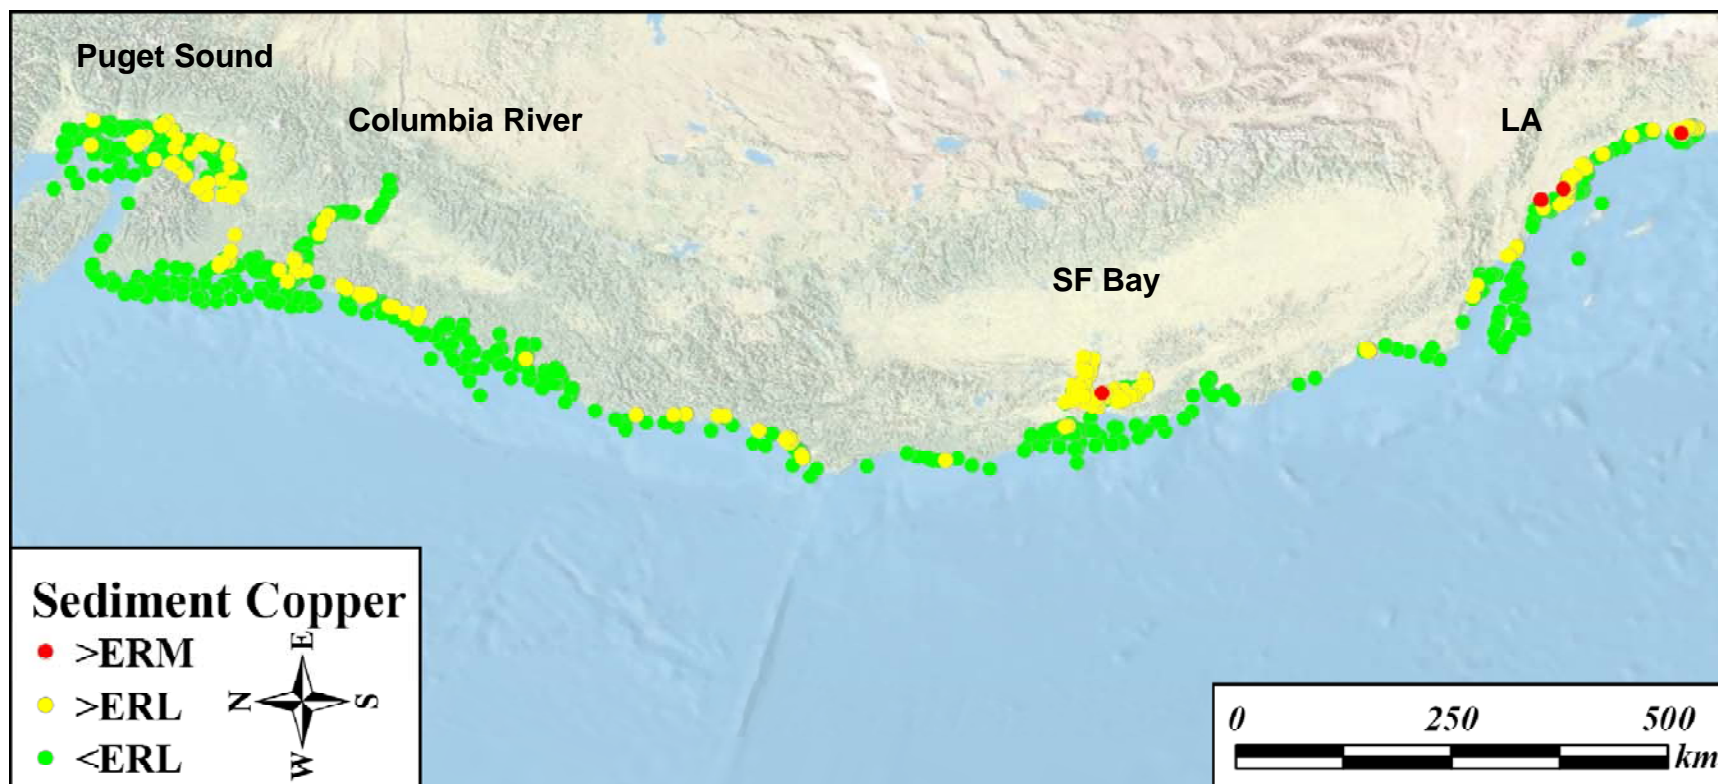 Puget Sound
Columbia River
LA
SF Bay
Sediment Copper
>ERM
>ERL
<ERL
E
N
S
W
0 250 500
km